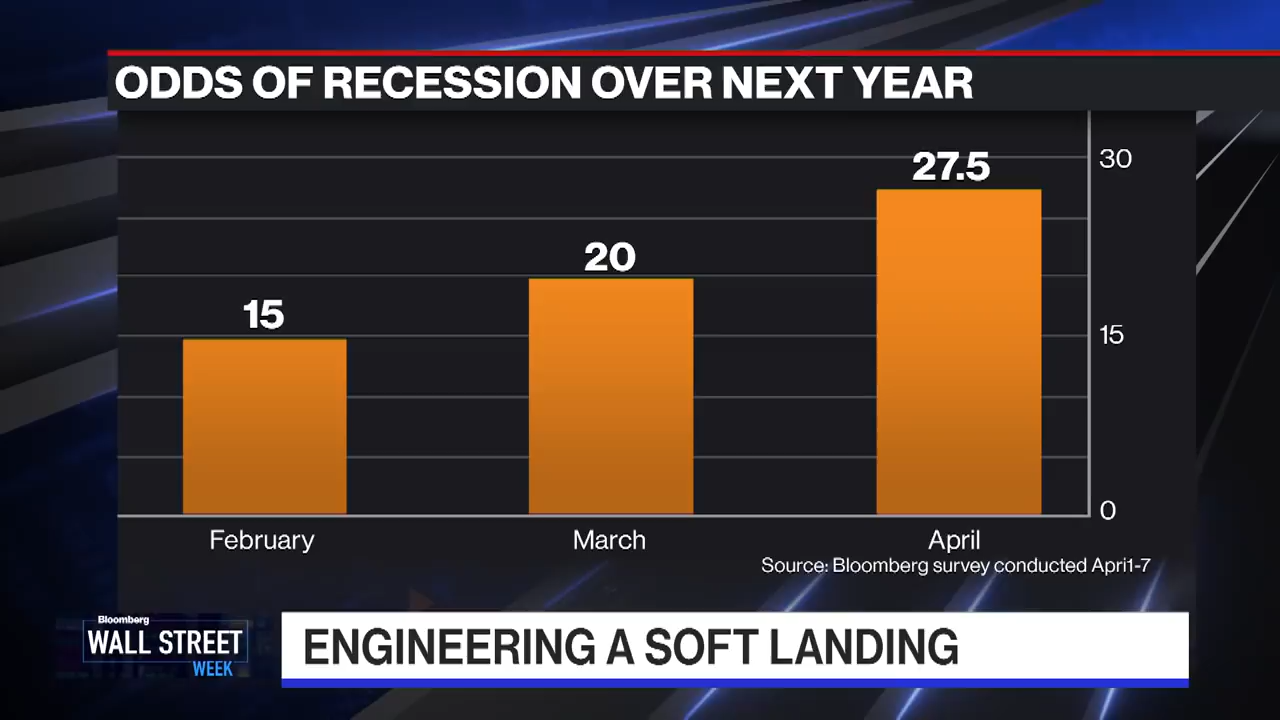 ODDS OF RECESSION OVER NEXT YEAR
30
15
0
15
20
27.5
February
March
April
Source: Bloomberg survey conducted Apri1-7
Bloomberg
WALL STREET
WEEK
ENGINEERING A SOFT LANDING